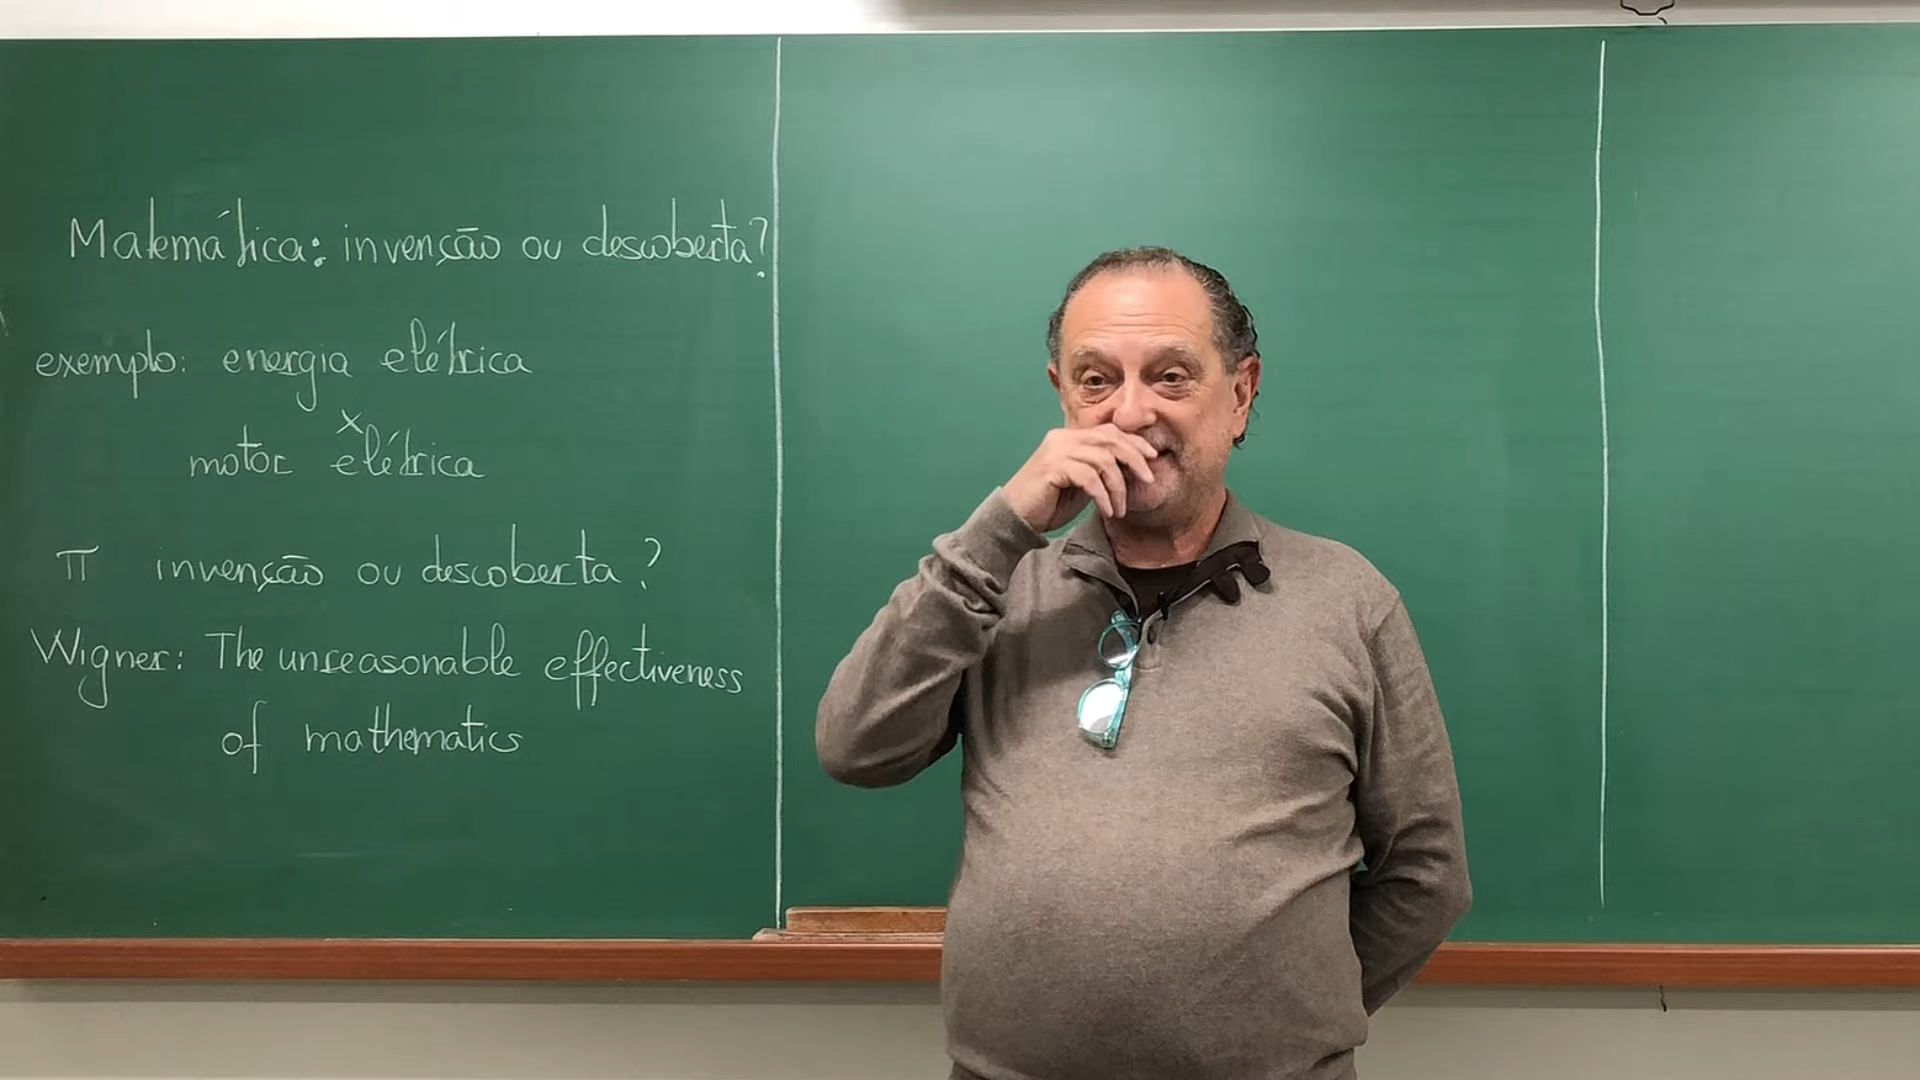 Matemática: invenção ou descoberta?
exemplo: energia elétrica
x
motor elétrica
π invenção ou descoberta?
Wigner: The unreasonable effectiveness
of mathematics